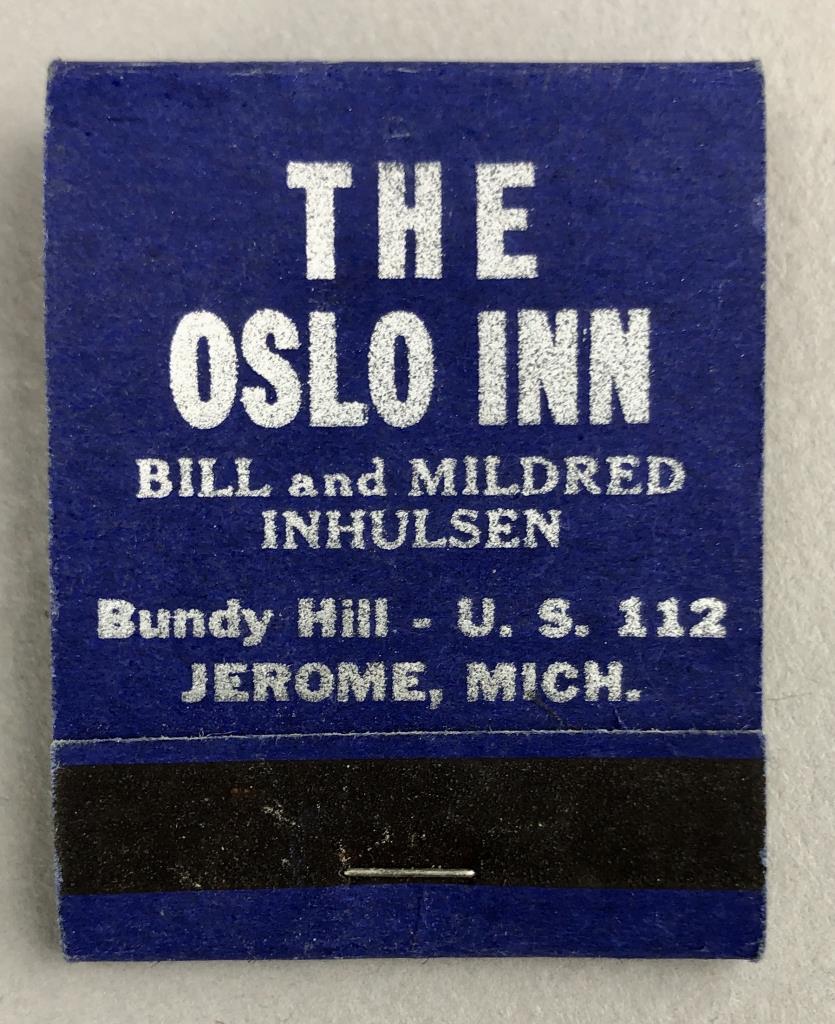 THE
OSLO INN
BILL and MILDRED
INHULSEN
Bundy Hill - U. S. 112
JEROME, MICH.